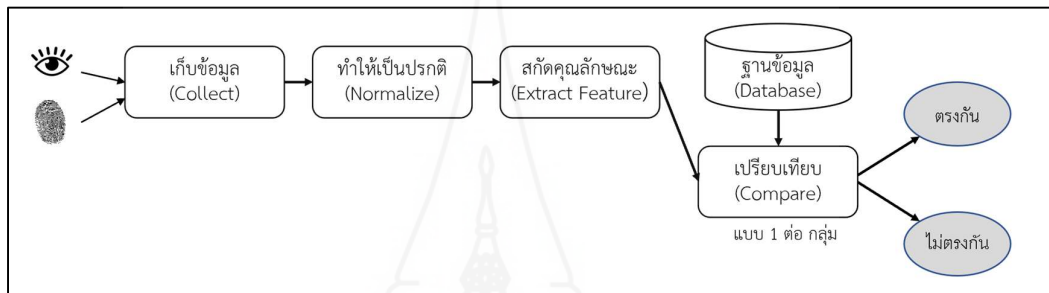 เก็บข้อมูล
(Collect)
ทำให้เป็นปรกติ
(Normalize)
สกัดคุณลักษณะ
(Extract Feature)
ฐานข้อมูล
(Database)
ตรงกัน
เปรียบเทียบ
(Compare)
แบบ 1 ต่อ กลุ่ม
ไม่ตรงกัน